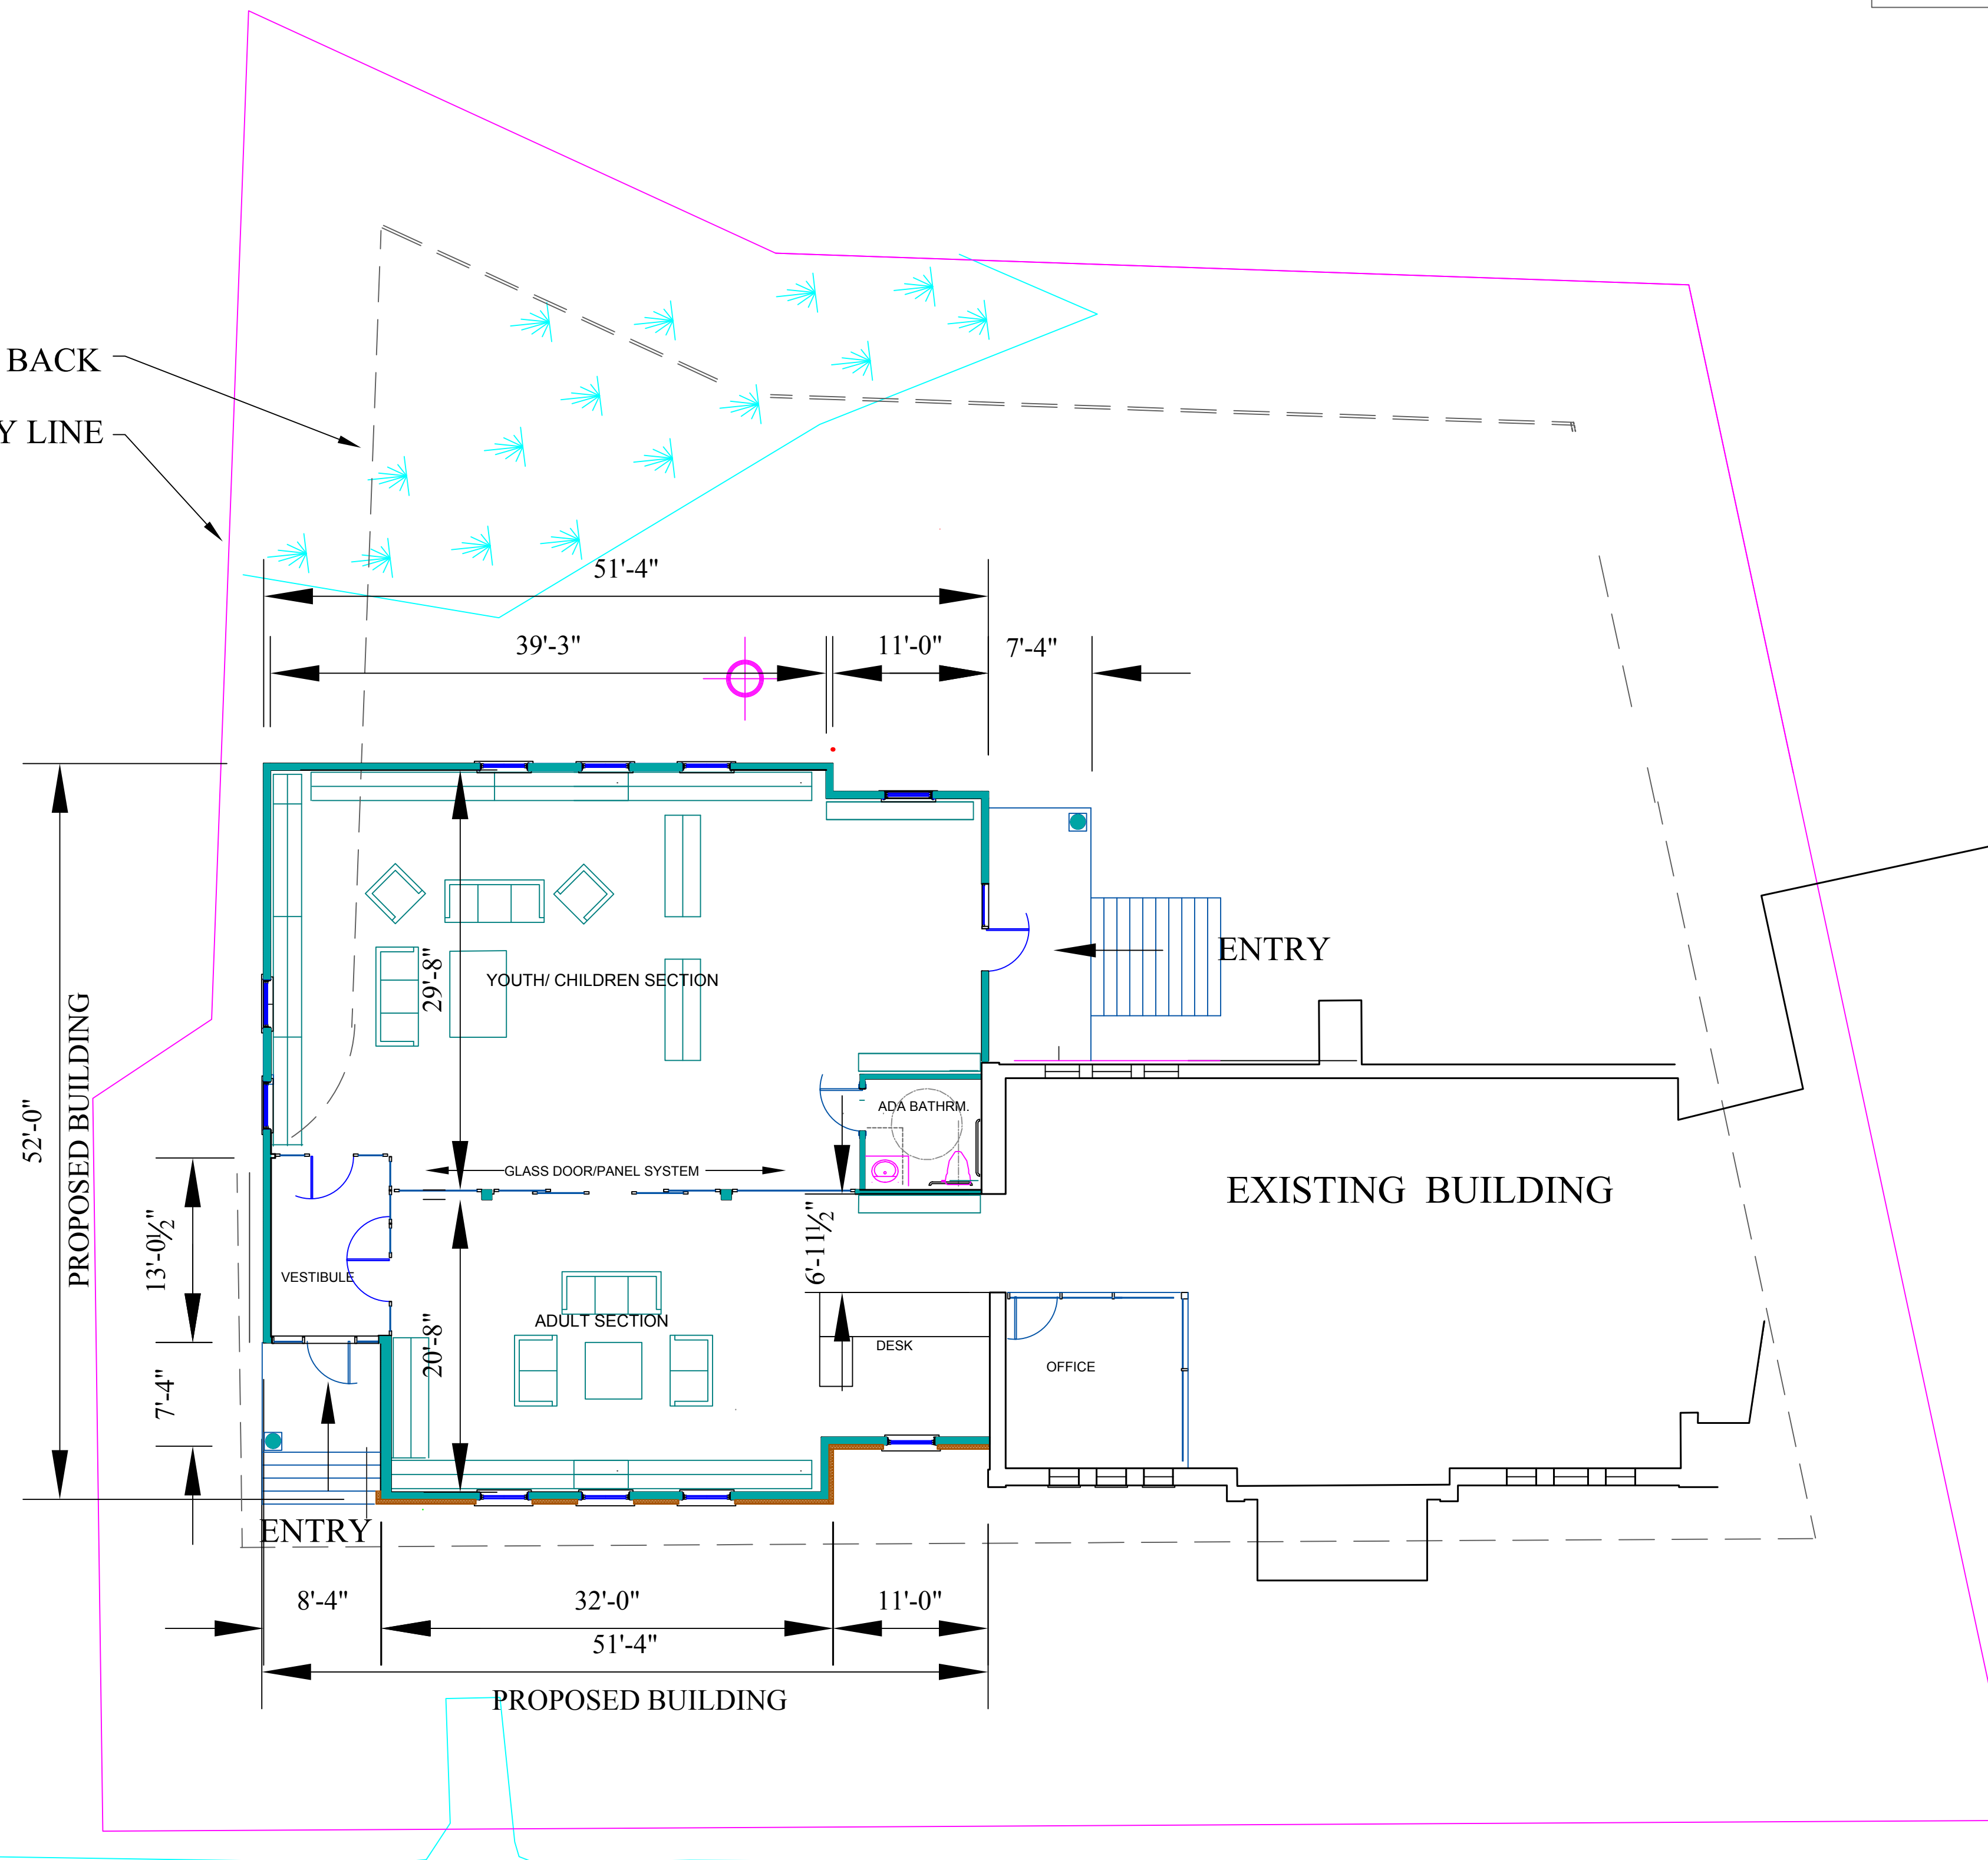 BACK
Y LINE
51'-4"
39'-3"
11'-0"
7'-4"
ENTRY
YOUTH/ CHILDREN SECTION
29'-8"
52'-0"
PROPOSED BUILDING
ADA BATHRM.
GLASS DOOR/PANEL SYSTEM
EXISTING BUILDING
13'-0½"
6'-11½"
VESTIBULE
ADULT SECTION
20'-8"
DESK
OFFICE
7'-4"
ENTRY
8'-4"
32'-0"
11'-0"
51'-4"
PROPOSED BUILDING